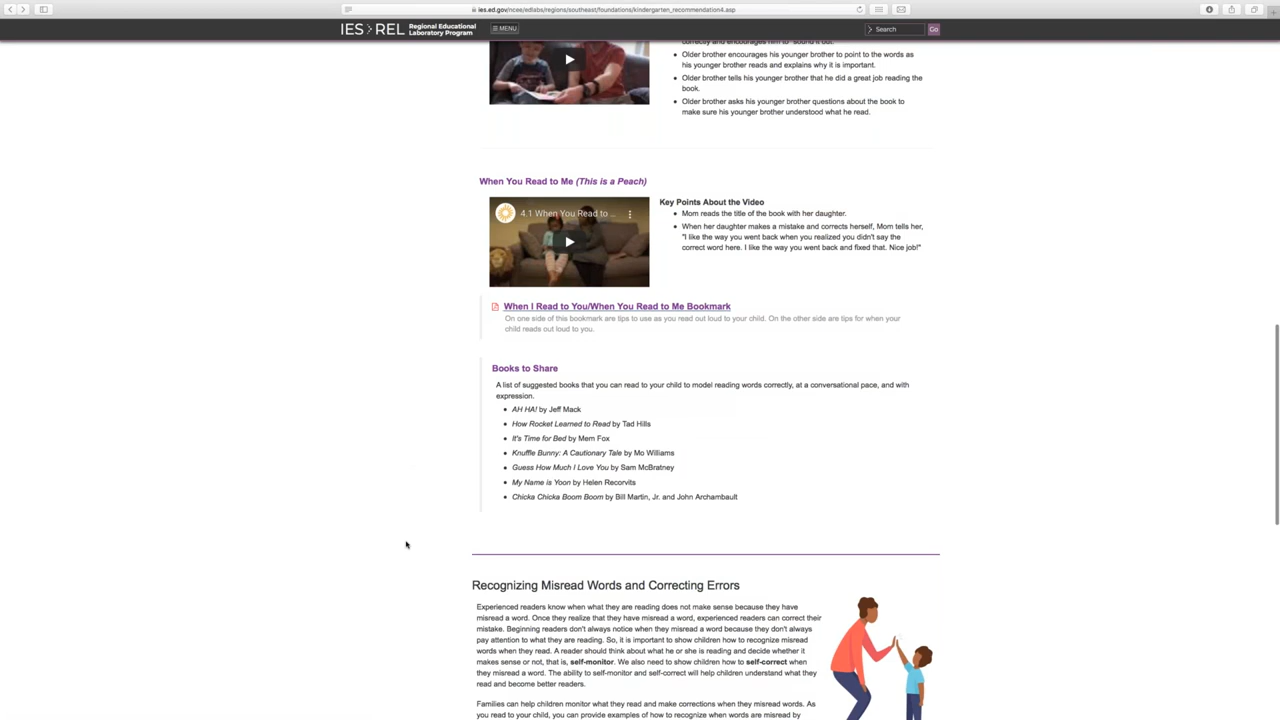 ies.ed.gov/ncee/edlabs/regions/southeast/foundations/kindergarten_recommendation4.asp
IES REL Regional Educational
Laboratory Program
MENU
Search
Go
correctly and encourages him to "sound it out."
Older brother encourages his younger brother to point to the words as
his younger brother reads and explains why it is important.
Older brother tells his younger brother that he did a great job reading the
book.
Older brother asks his younger brother questions about the book to
make sure his younger brother understood what he read.
When You Read to Me (This is a Peach)
4.1 When You Read to ...
Key Points About the Video
Mom reads the title of the book with her daughter.
When her daughter makes a mistake and corrects herself, Mom tells her,
"I like the way you went back when you realized you didn't say the
correct word here. I like the way you went back and fixed that. Nice job!"
When I Read to You/When You Read to Me Bookmark
On one side of this bookmark are tips to use as you read out loud to your child. On the other side are tips for when your
child reads out loud to you.
Books to Share
A list of suggested books that you can read to your child to model reading words correctly, at a conversational pace, and with
expression.
AH HA! by Jeff Mack
How Rocket Learned to Read by Tad Hills
It's Time for Bed by Mem Fox
Knuffle Bunny: A Cautionary Tale by Mo Williams
Guess How Much I Love You by Sam McBratney
My Name is Yoon by Helen Recorvits
Chicka Chicka Boom Boom by Bill Martin, Jr. and John Archambault
Recognizing Misread Words and Correcting Errors
Experienced readers know when what they are reading does not make sense because they have
misread a word. Once they realize that they have misread a word, experienced readers can correct their
mistake. Beginning readers don't always notice when they misread a word because they don't always
pay attention to what they are reading. So, it is important to show children how to recognize misread
words when they read. A reader should think about what he or she is reading and decide whether it
makes sense or not, that is, self-monitor. We also need to show children how to self-correct when
they misread a word. The ability to self-monitor and self-correct will help children understand what they
read and become better readers.
Families can help children monitor what they read and make corrections when they misread words. As
you read to your child, you can provide examples of how to recognize when words are misread by